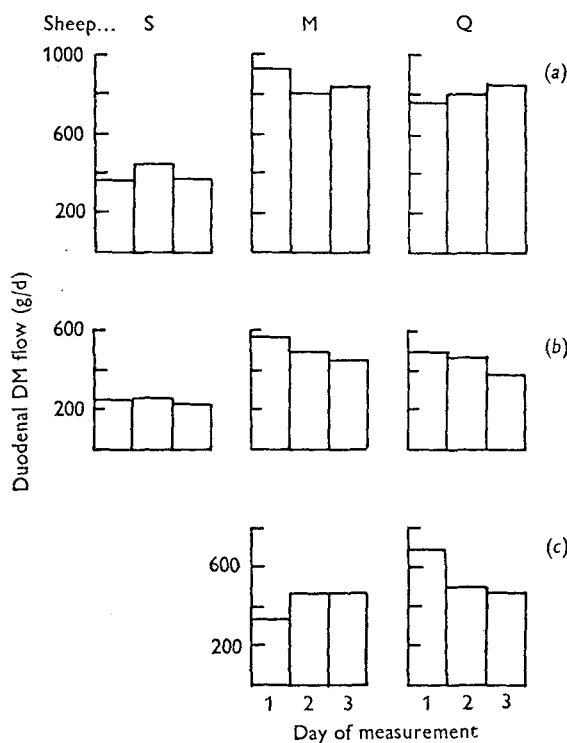 Sheep... S M Q
1000
600
200
(a)
600
200
(b)
600
200
(c)
1 2 3 1 2 3
Day of measurement
Duodenal DM flow (g/d)